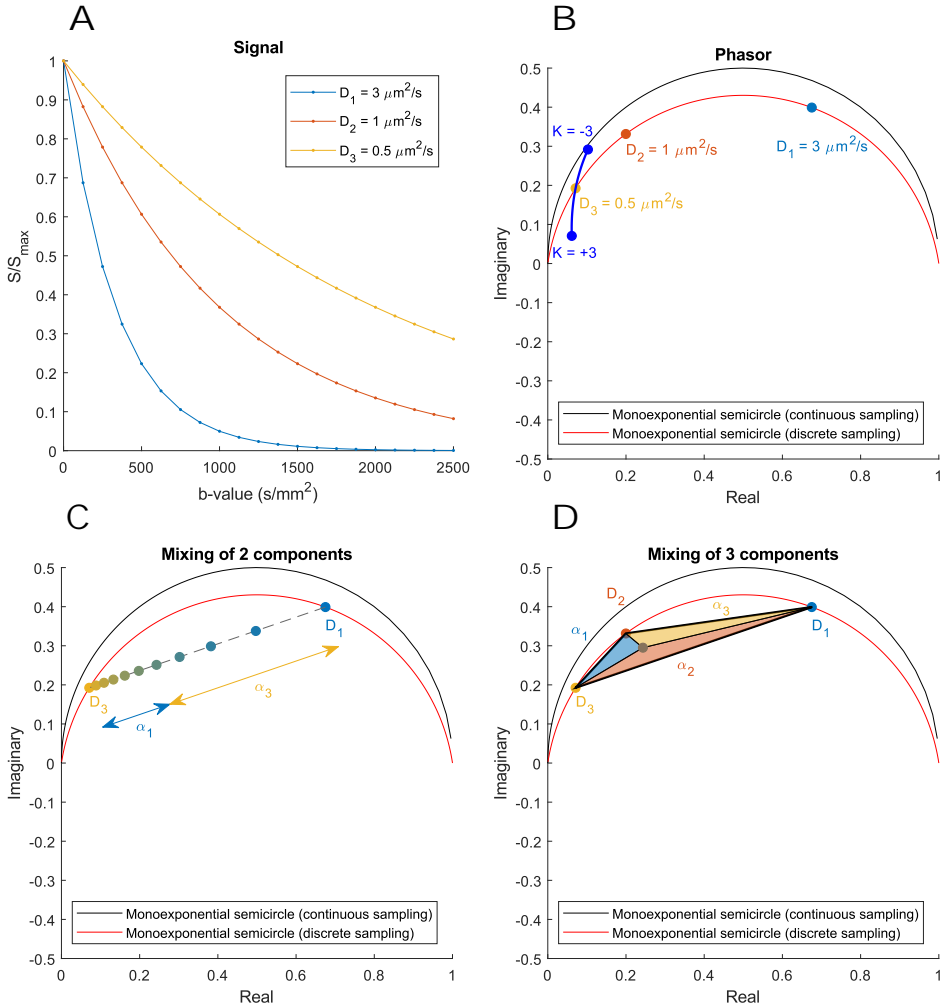 A
Signal
1
0.9
0.8
0.7
0.6
0.5
0.4
0.3
0.2
0.1
0
S/S_max
0 500 1000 1500 2000 2500
b-value (s/mm²)
D₁ = 3 μm²/s
D₂ = 1 μm²/s
D₃ = 0.5 μm²/s
B
Phasor
0.5
0.4
0.3
0.2
0.1
0
-0.1
-0.2
-0.3
-0.4
-0.5
Imaginary
K = -3
D₂ = 1 μm²/s
D₁ = 3 μm²/s
D₃ = 0.5 μm²/s
K = +3
Monoexponential semicircle (continuous sampling)
Monoexponential semicircle (discrete sampling)
0 0.2 0.4 0.6 0.8 1
Real
C
Mixing of 2 components
0.5
0.4
0.3
0.2
0.1
0
-0.1
-0.2
-0.3
-0.4
-0.5
Imaginary
D₁
D₃
α₃
α₁
Monoexponential semicircle (continuous sampling)
Monoexponential semicircle (discrete sampling)
0 0.2 0.4 0.6 0.8 1
Real
D
Mixing of 3 components
0.5
0.4
0.3
0.2
0.1
0
-0.1
-0.2
-0.3
-0.4
-0.5
Imaginary
D₂
α₃
α₁
D₁
α₂
D₃
Monoexponential semicircle (continuous sampling)
Monoexponential semicircle (discrete sampling)
0 0.2 0.4 0.6 0.8 1
Real